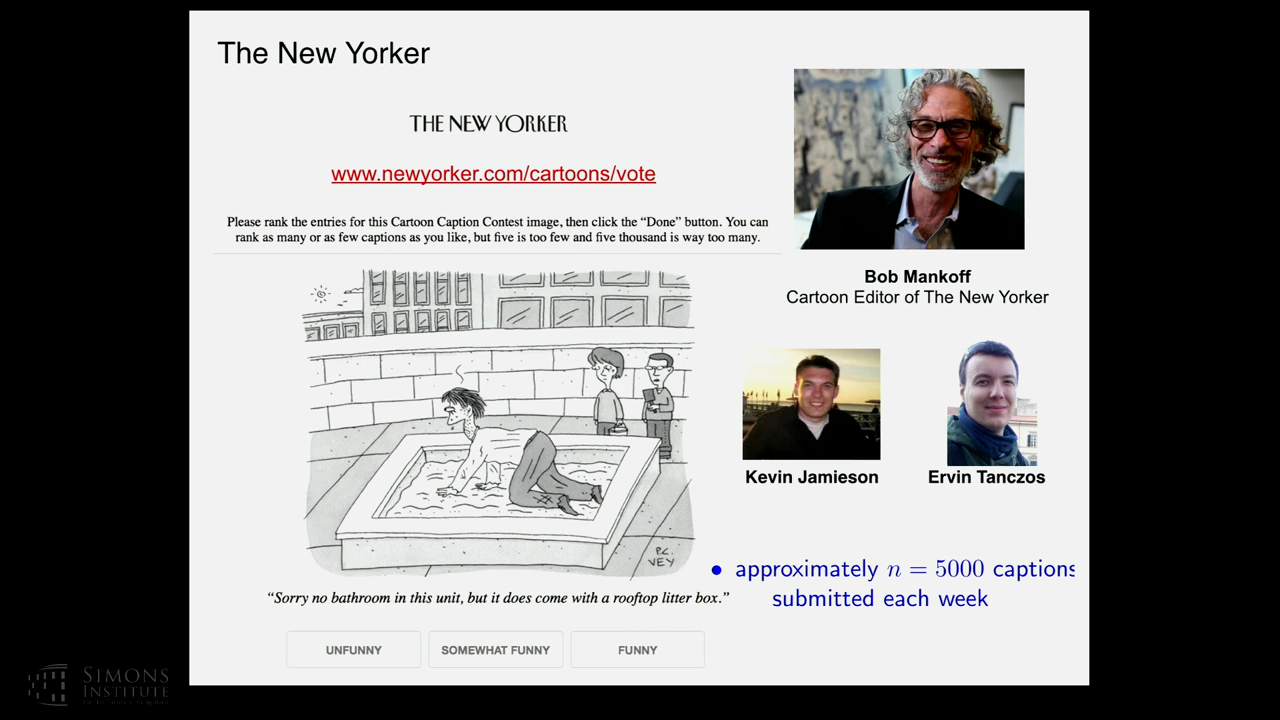 The New Yorker
THE NEW YORKER
www.newyorker.com/cartoons/vote
Please rank the entries for this Cartoon Caption Contest image, then click the “Done” button. You can
rank as many or as few captions as you like, but five is too few and five thousand is way too many.
Bob Mankoff
Cartoon Editor of The New Yorker
Kevin Jamieson
Ervin Tanczos
P.C.
VEY
“Sorry no bathroom in this unit, but it does come with a rooftop litter box.”
UNFUNNY
SOMEWHAT FUNNY
FUNNY
• approximately n = 5000 captions
submitted each week
SIMONS
INSTITUTE